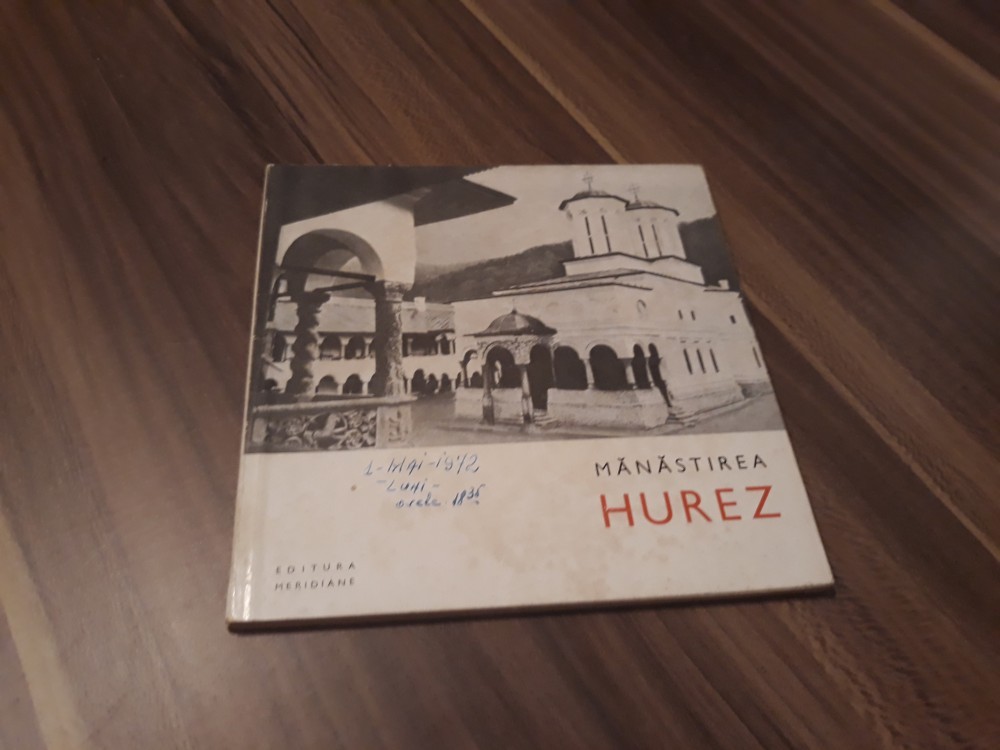 1-Mai-1972
-Luni-
orele 18³⁵
MĂNĂSTIREA
HUREZ
EDITURA
MERIDIANE